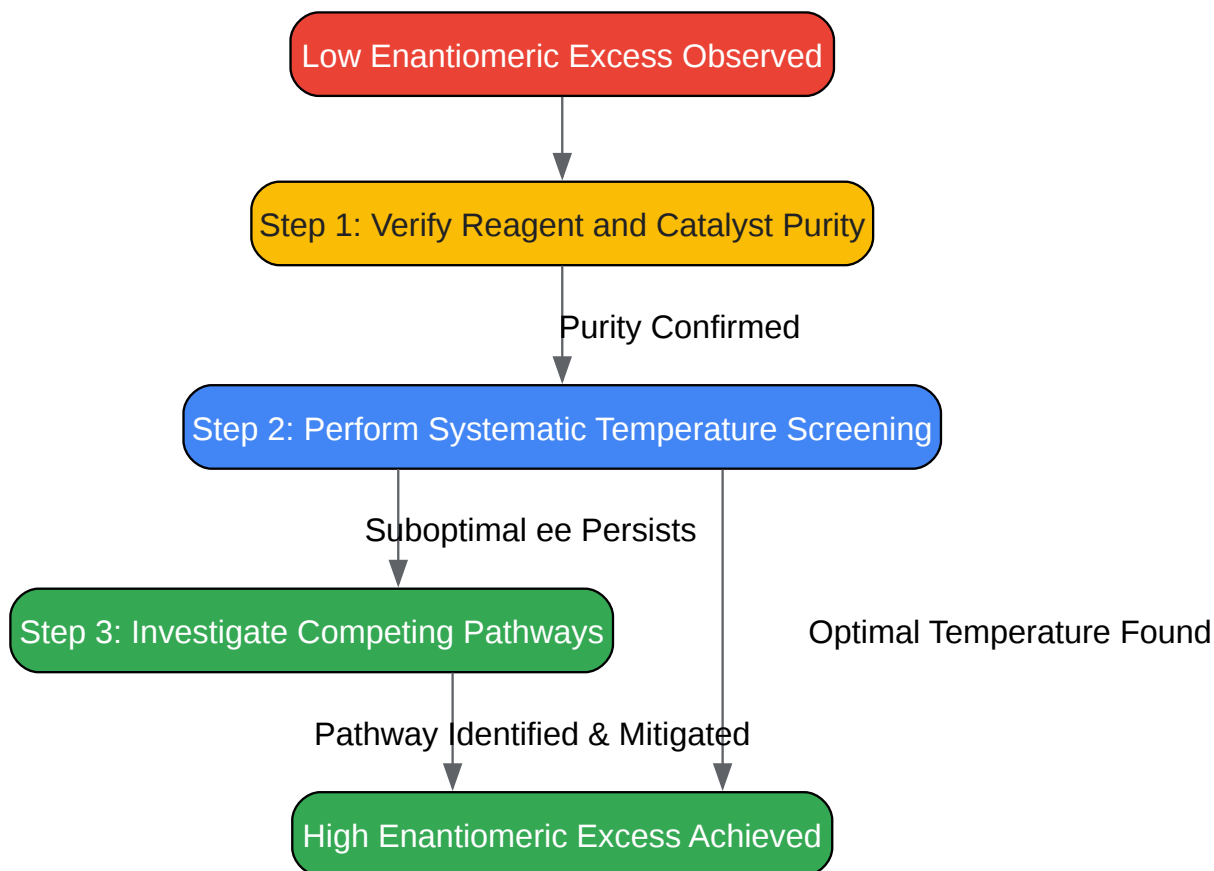 Low Enantiomeric Excess Observed
Step 1: Verify Reagent and Catalyst Purity
Purity Confirmed
Step 2: Perform Systematic Temperature Screening
Suboptimal ee Persists
Step 3: Investigate Competing Pathways
Optimal Temperature Found
Pathway Identified & Mitigated
High Enantiomeric Excess Achieved